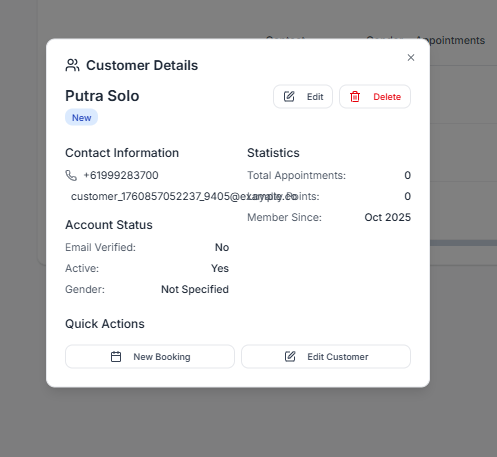 Contact Gender Appointments
Customer Details
Putra Solo
Edit
Delete
New
Contact Information
+61999283700
customer_1760857052237_9405@example.co
Account Status
Email Verified: No
Active: Yes
Gender: Not Specified
Statistics
Total Appointments: 0
Loyalty Points: 0
Member Since: Oct 2025
Quick Actions
New Booking
Edit Customer